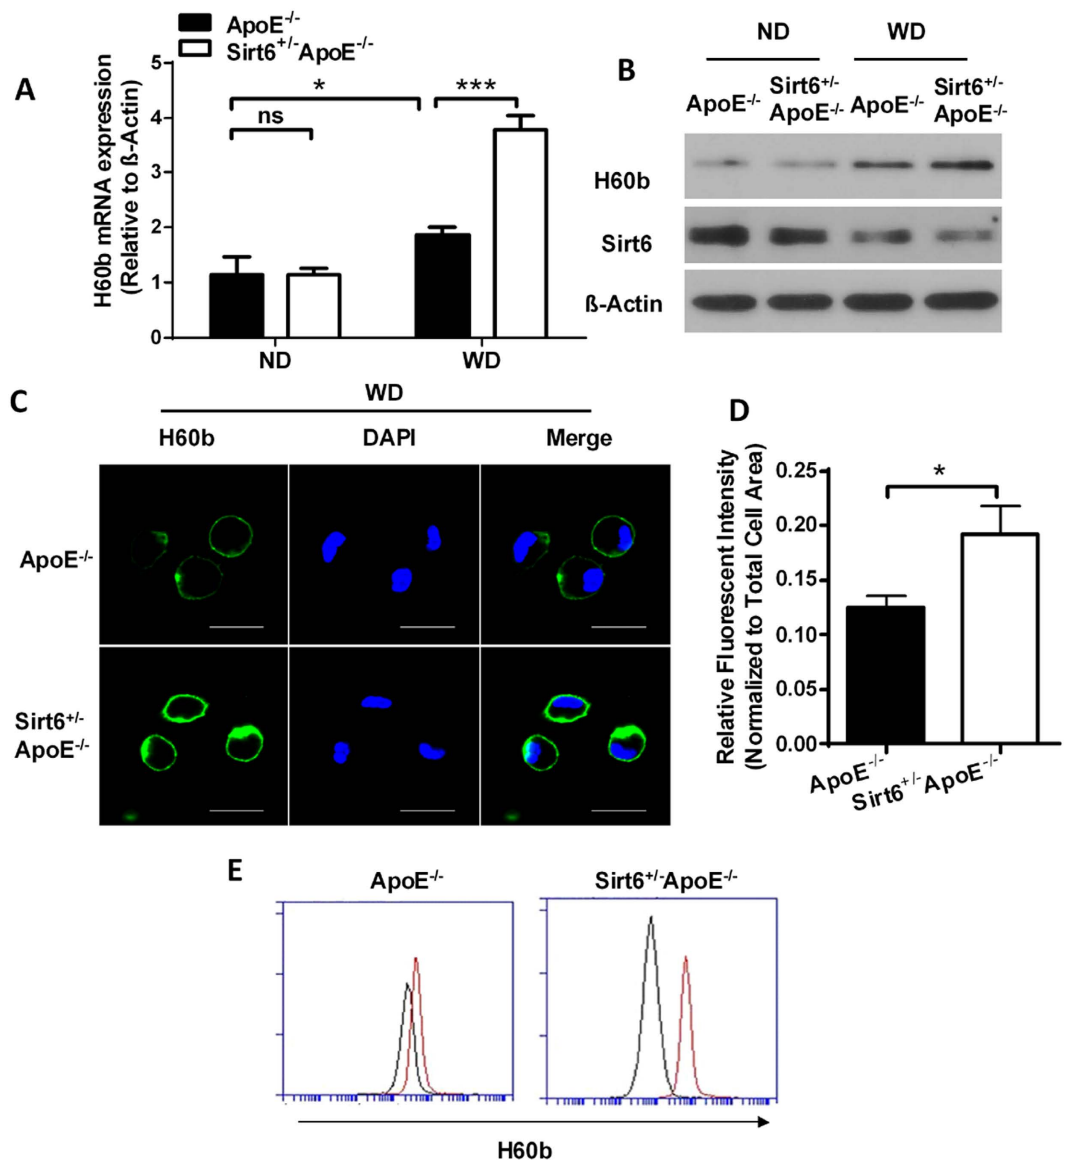 A
ApoE-/-
Sirt6+/-ApoE-/-
H60b mRNA expression
(Relative to ß-Actin)
5
4
3
2
1
0
*
***
ns
ND
WD
B
ND
WD
ApoE-/-
Sirt6+/-
ApoE-/-
ApoE-/-
Sirt6+/-
ApoE-/-
H60b
Sirt6
ß-Actin
C
WD
H60b
DAPI
Merge
ApoE-/-
Sirt6+/-
ApoE-/-
D
Relative Fluorescent Intensity
(Normalized to Total Cell Area)
0.25
0.20
0.15
0.10
0.05
0.00
*
ApoE-/-
Sirt6+/-ApoE-/-
E
ApoE-/-
Sirt6+/-ApoE-/-
H60b